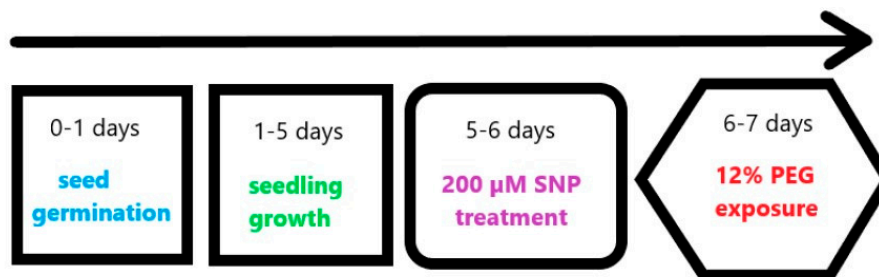 0-1 days
seed
germination
1-5 days
seedling
growth
5-6 days
200 µM SNP
treatment
6-7 days
12% PEG
exposure